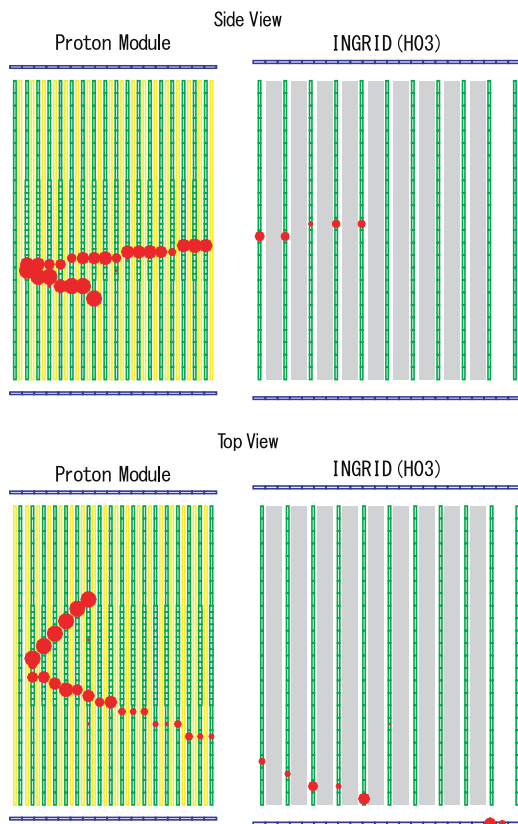 Side View
Proton Module
INGRID(H03)
Top View
Proton Module
INGRID(H03)